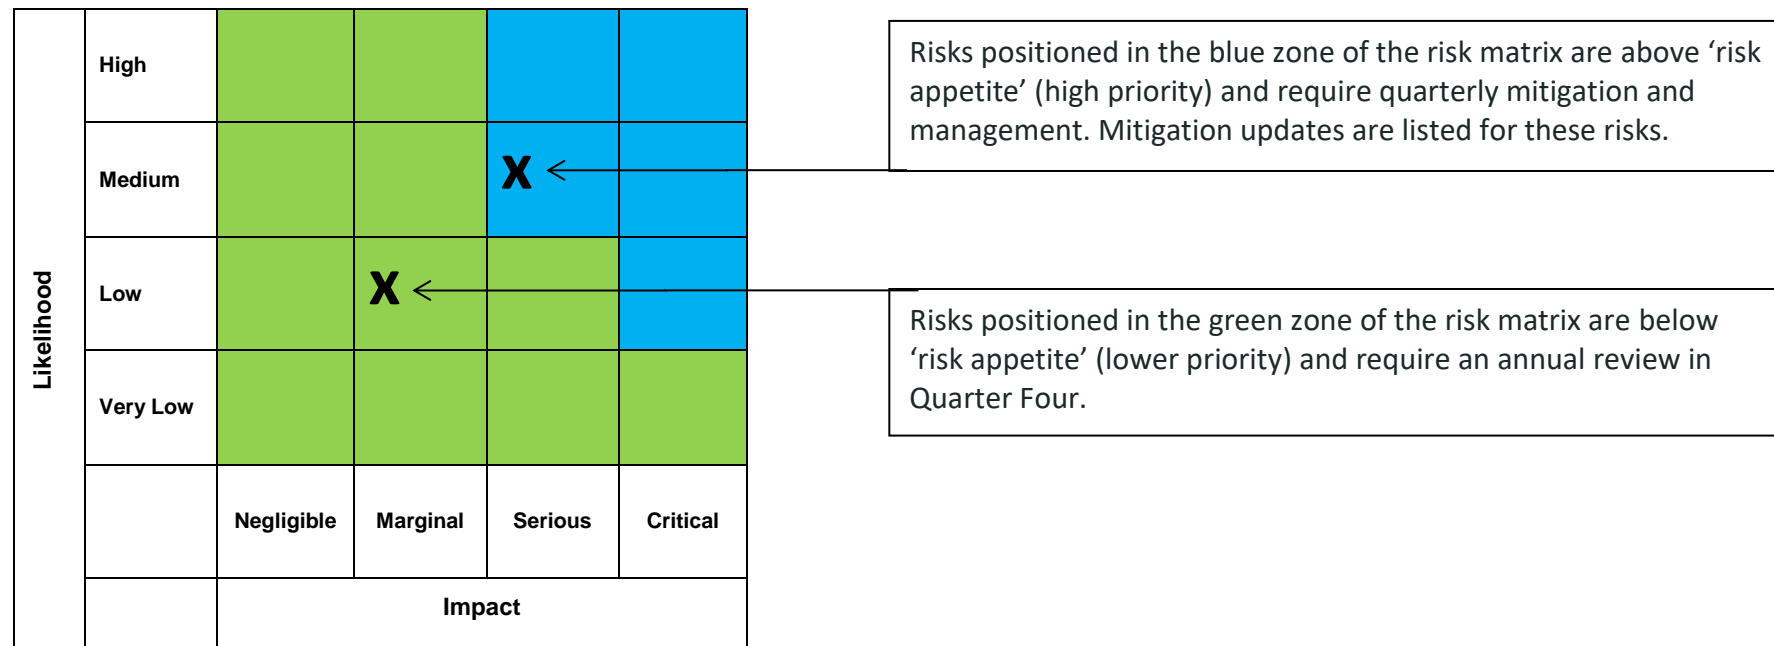 High
Risks positioned in the blue zone of the risk matrix are above ‘risk
appetite’ (high priority) and require quarterly mitigation and
management. Mitigation updates are listed for these risks.
Medium
X
Likelihood
Low
X
Risks positioned in the green zone of the risk matrix are below
‘risk appetite’ (lower priority) and require an annual review in
Quarter Four.
Very Low
Negligible Marginal Serious Critical
Impact